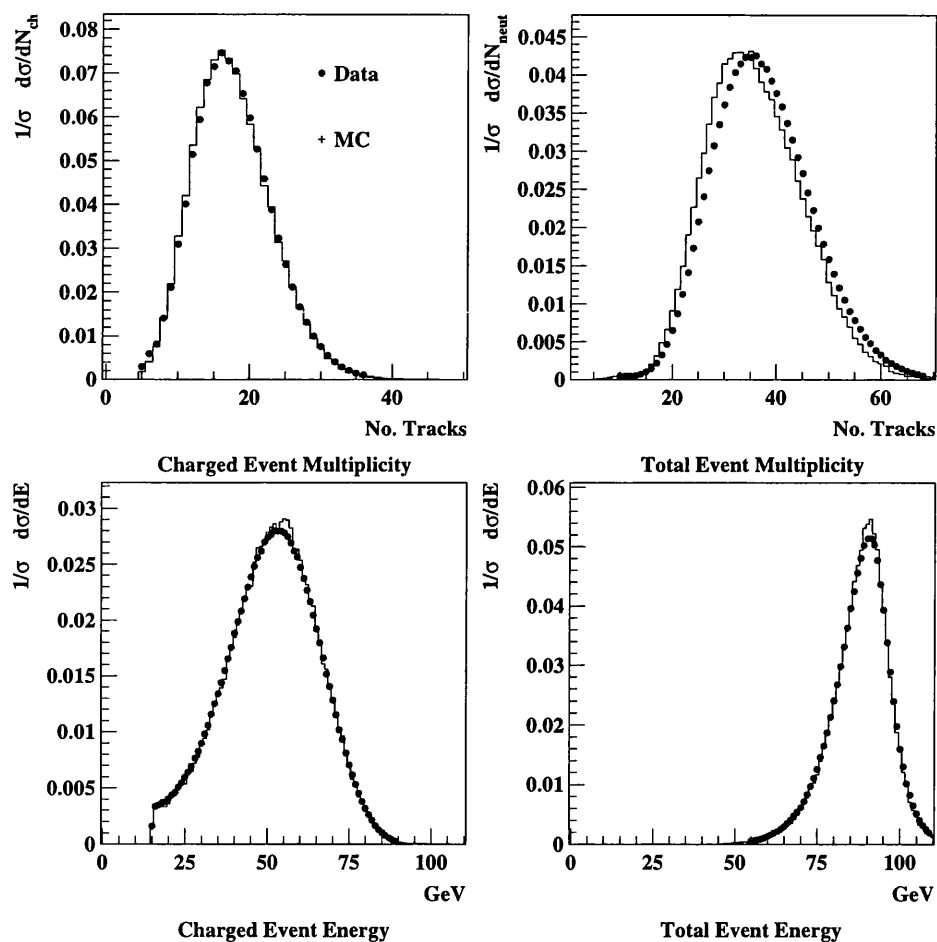 1/σ dσ/dN_ch
0.08
0.07
0.06
0.05
0.04
0.03
0.02
0.01
0
0 20 40
No. Tracks
Charged Event Multiplicity
• Data
+ MC
1/σ dσ/dN_neut
0.045
0.04
0.035
0.03
0.025
0.02
0.015
0.01
0.005
0
20 40 60
No. Tracks
Total Event Multiplicity
1/σ dσ/dE
0.03
0.025
0.02
0.015
0.01
0.005
0
0 25 50 75 100
GeV
Charged Event Energy
1/σ dσ/dE
0.06
0.05
0.04
0.03
0.02
0.01
0
0 25 50 75 100
GeV
Total Event Energy